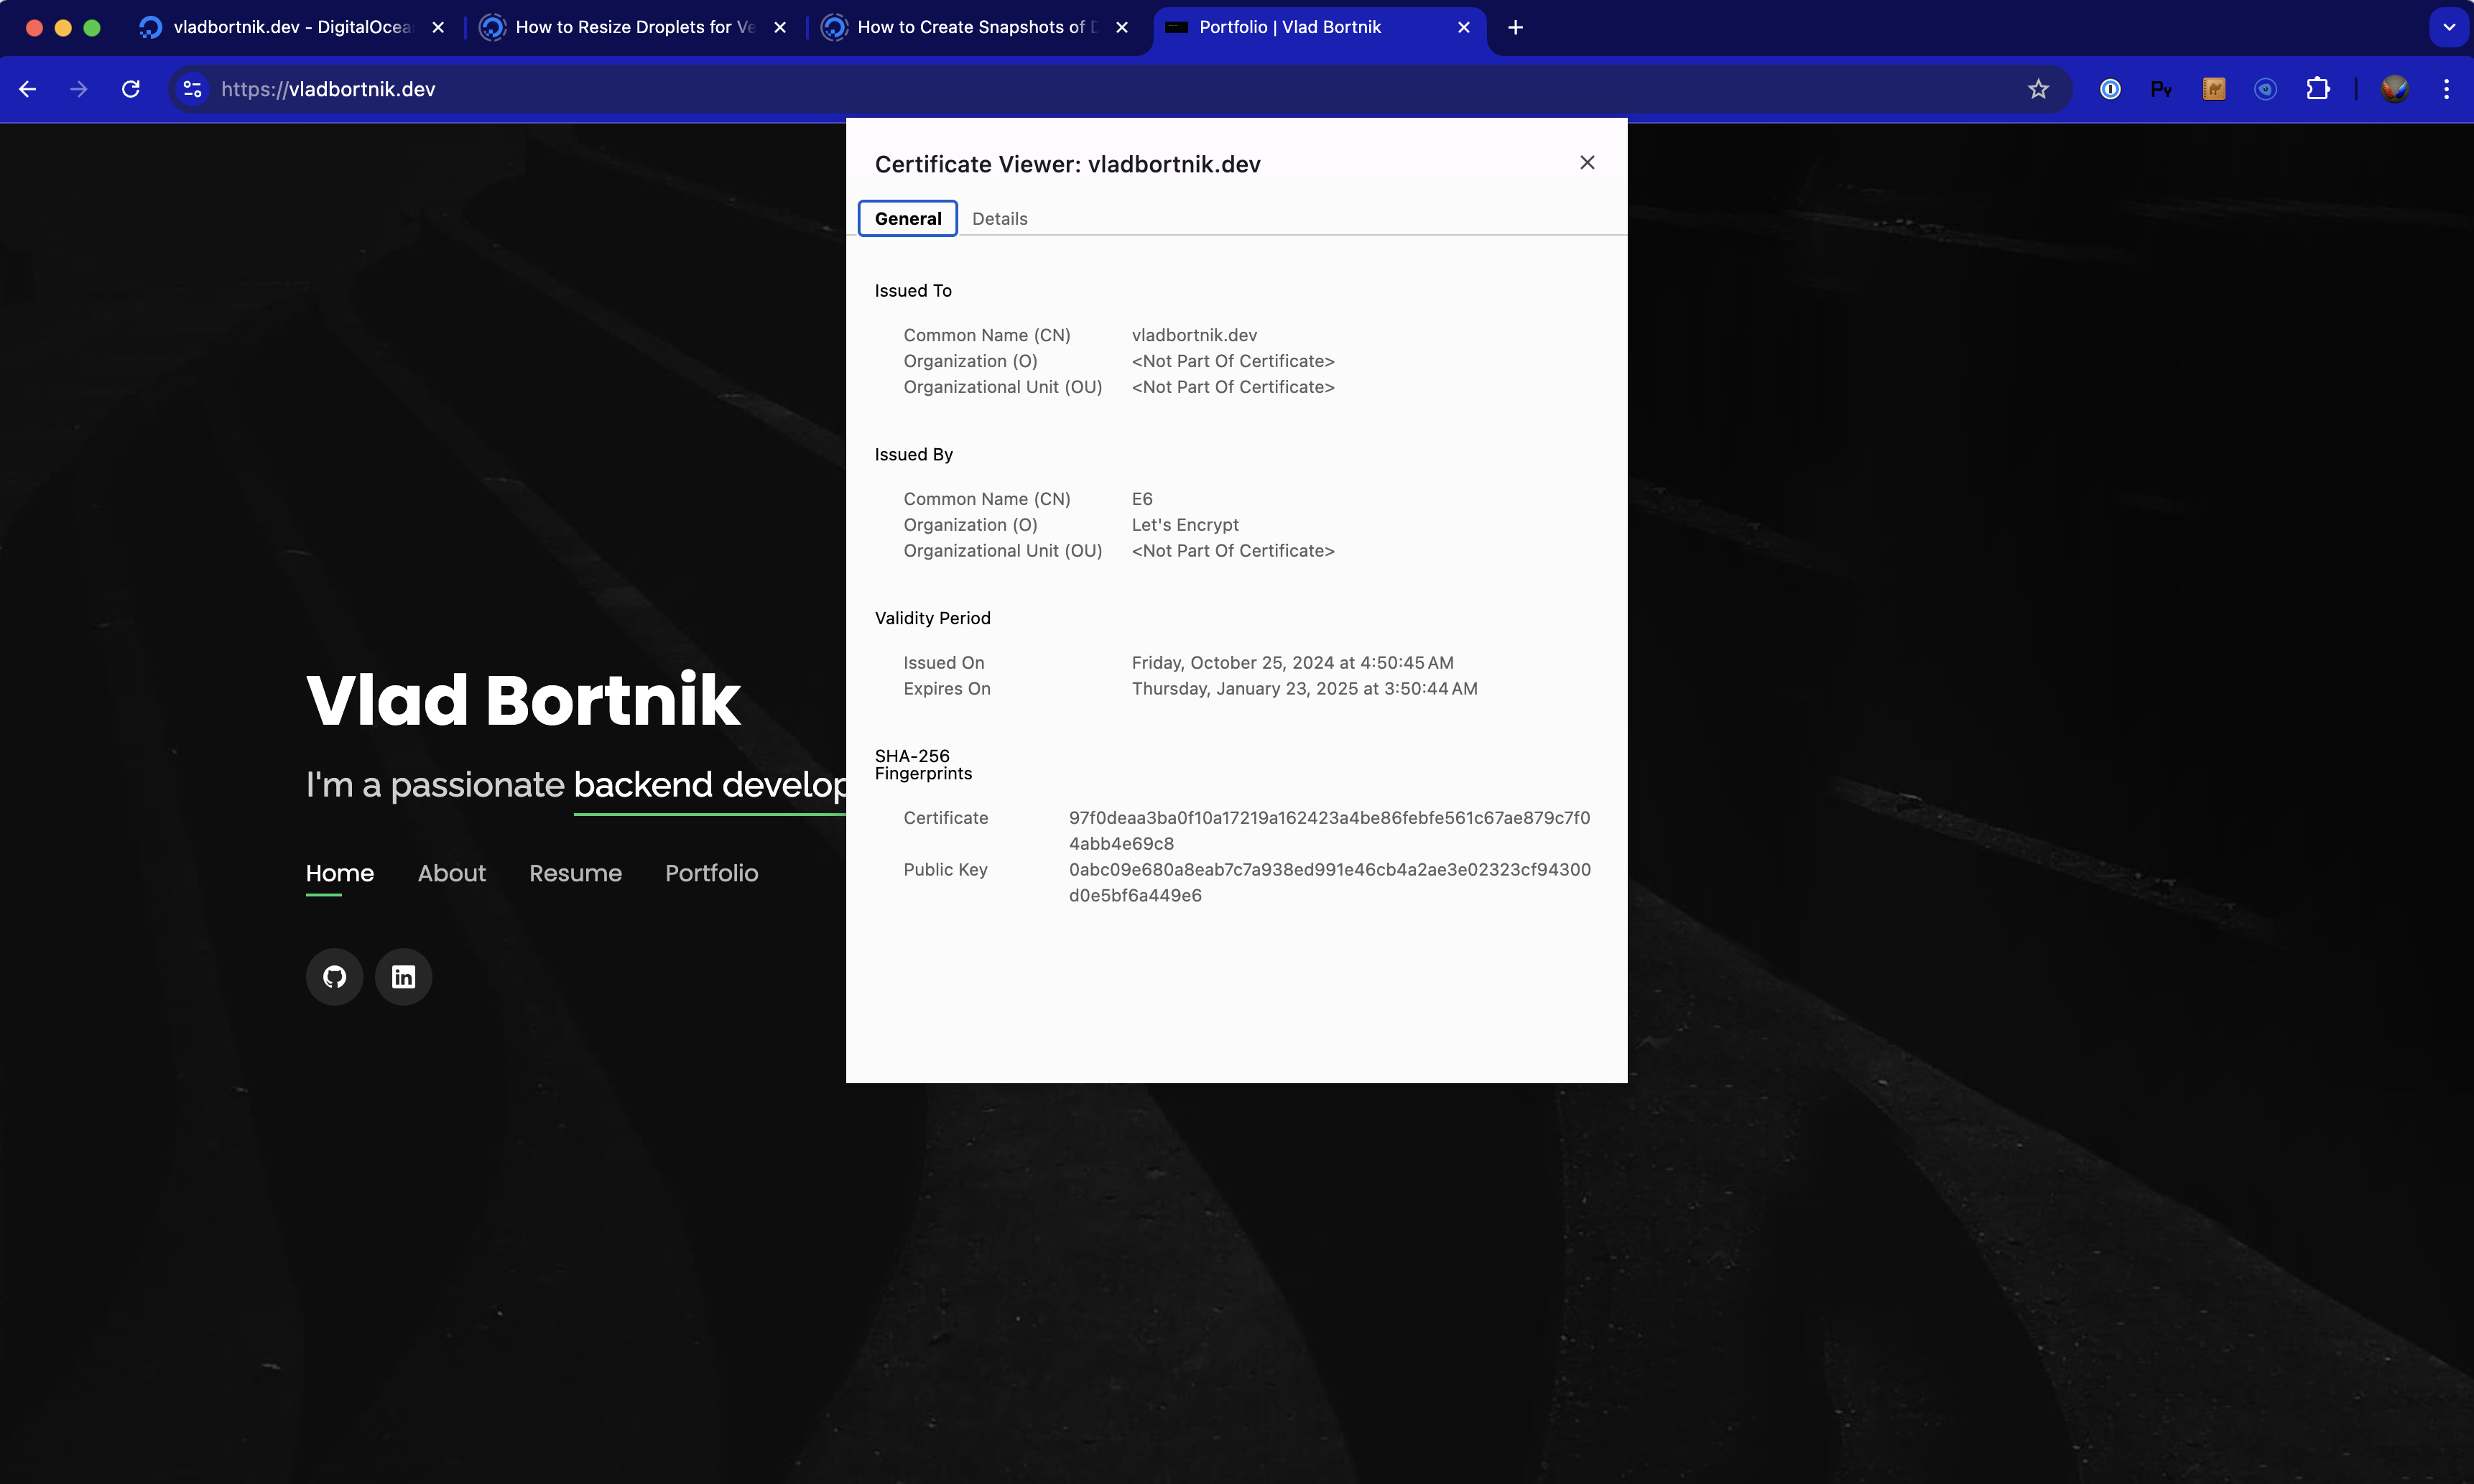 vladbortnik.dev - DigitalOcea
How to Resize Droplets for Ve
How to Create Snapshots of D
Portfolio | Vlad Bortnik
https://vladbortnik.dev
Py
Certificate Viewer: vladbortnik.dev
General Details
Issued To
Common Name (CN) vladbortnik.dev
Organization (O) <Not Part Of Certificate>
Organizational Unit (OU) <Not Part Of Certificate>
Issued By
Common Name (CN) E6
Organization (O) Let's Encrypt
Organizational Unit (OU) <Not Part Of Certificate>
Validity Period
Issued On Friday, October 25, 2024 at 4:50:45 AM
Expires On Thursday, January 23, 2025 at 3:50:44 AM
SHA-256
Fingerprints
Certificate 97f0deaa3ba0f10a17219a162423a4be86febfe561c67ae879c7f0
4abb4e69c8
Public Key 0abc09e680a8eab7c7a938ed991e46cb4a2ae3e02323cf94300
d0e5bf6a449e6
Vlad Bortnik
I'm a passionate backend develop
Home About Resume Portfolio
in